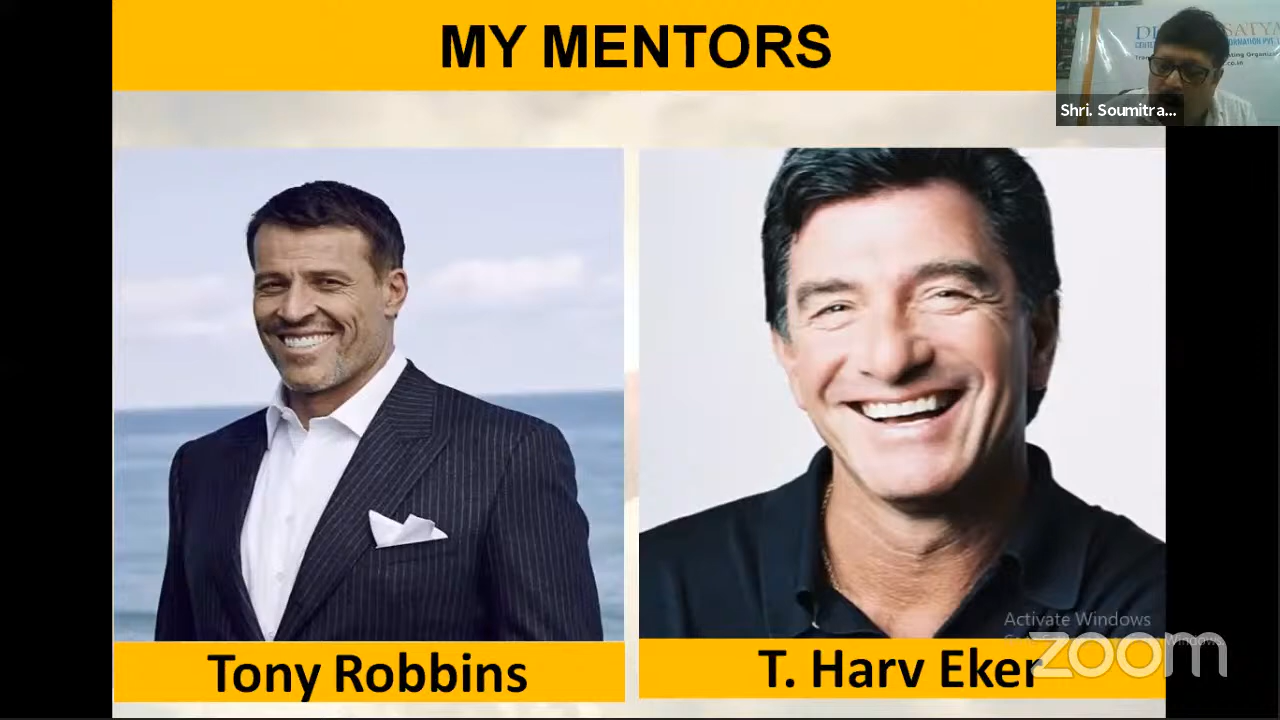 MY MENTORS
Shri. Soumitra...
Tony Robbins
T. Harv Eker
Activate Windows
zoom